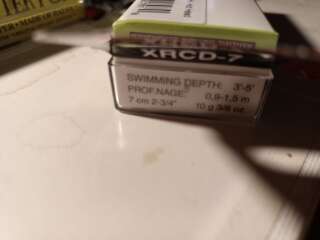 XRCD-7
SWIMMING DEPTH: 3'-5'
PROF.NAGE: 0,9-1,5 m
7 cm 2-3/4" 10 g 3/8 oz.